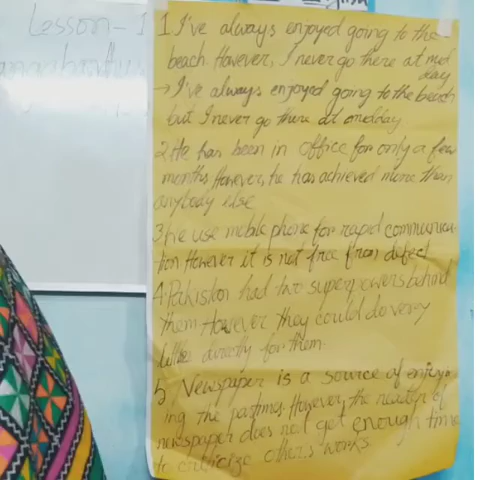 English
Lesson - 1
1 I've always enjoyed going to the
beach. However, I never go there at mid
day
→ I've always enjoyed going to the beach
but I never go there at midday.
2. He has been in office for only a few
months However, he has achieved more than
anybody else
3. We use mobile phone for rapid communica-
tion However it is not free from defect
4. Pakistan had two superpowers behind
them However they could do very
little directly for them.
5, Newspaper is a source of enjoy
ing the pastime. However, the reader of
newspaper does not get enough time
to criticize other's works